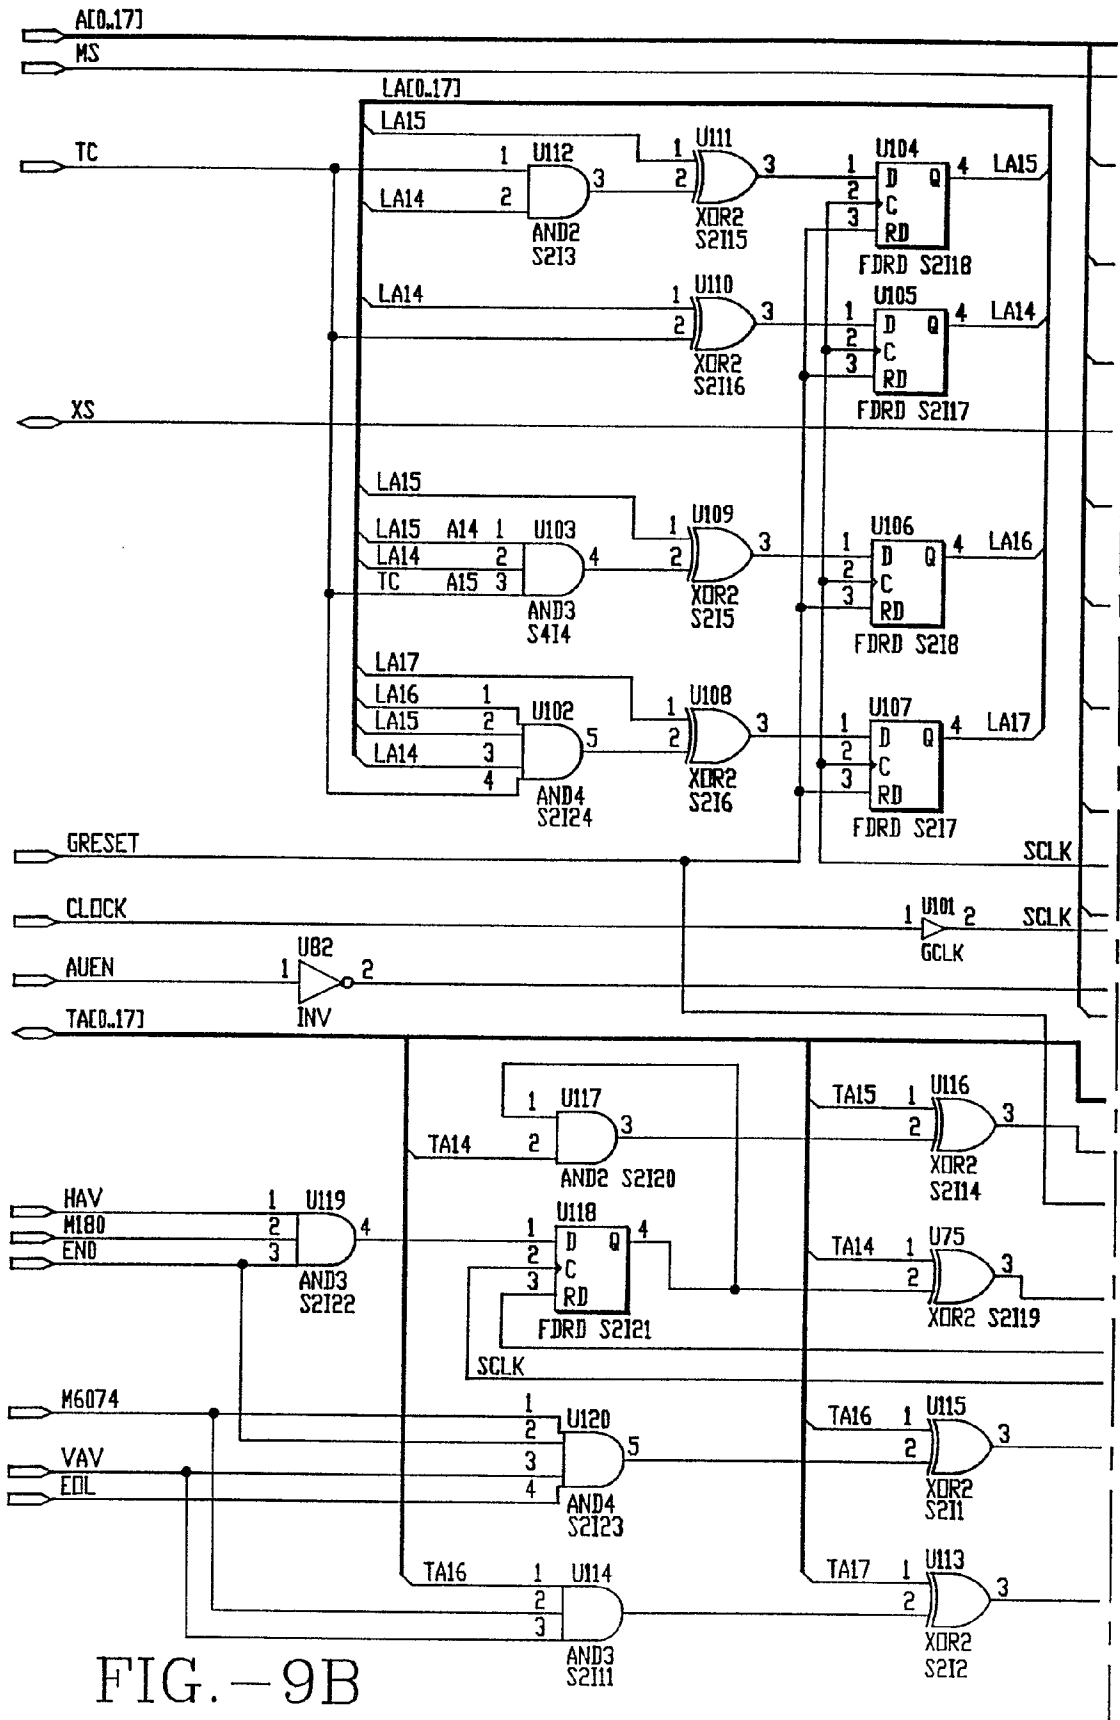 A[0..17]
MS
LA[0..17]
LA15
U111
TC
1 U112 3
1
2
3
U104
1 D Q 4 LA15
2 C
3 RD
LA14 2
AND2
S2I3
XOR2
S2I15
FDRD S2I18
LA14
U110
1
2
3
U105
1 D Q 4 LA14
2 C
3 RD
XOR2
S2I16
FDRD S2I17
XS
LA15
U109
LA15 A14 1 U103
LA14 2 4
TC A15 3
1
2
3
U106
1 D Q 4 LA16
2 C
3 RD
AND3
S4I4
XOR2
S2I5
FDRD S2I8
LA17
LA16 1
LA15 2 U102
LA14 3 5
4
U108
1
2
3
U107
1 D Q 4 LA17
2 C
3 RD
AND4
S2I24
XOR2
S2I6
FDRD S2I7
GRESET
SCLK
CLOCK
1 U101 2 SCLK
GCLK
AUEN
U82
1 2
INV
TA[0..17]
1 U117
TA14 2 3
AND2 S2I20
TA15 1 U116
2 3
XOR2
S2I14
HAV 1 U119
M180 2 4
END 3
AND3
S2I22
U118
1 D Q 4
2 C
3 RD
FDRD S2I21
TA14 1 U75
2 3
XOR2 S2I19
SCLK
M6074
VAV
EOL
1
2 U120
3 5
4
AND4
S2I23
TA16 1 U115
2 3
XOR2
S2I1
TA16 1 U114
2
3
AND3
S2I11
TA17 1 U113
2 3
XOR2
S2I2
FIG.-9B